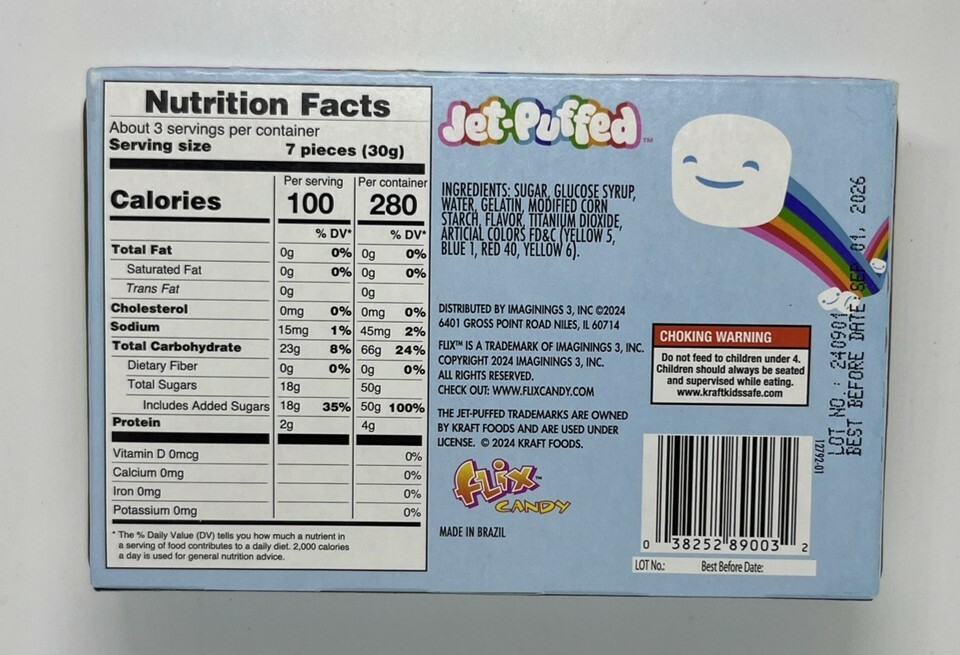 Nutrition Facts
About 3 servings per container
Serving size 7 pieces (30g)
Per serving Per container
Calories 100 280
% DV* % DV*
Total Fat 0g 0% 0g 0%
Saturated Fat 0g 0% 0g 0%
Trans Fat 0g 0g
Cholesterol 0mg 0% 0mg 0%
Sodium 15mg 1% 45mg 2%
Total Carbohydrate 23g 8% 66g 24%
Dietary Fiber 0g 0% 0g 0%
Total Sugars 18g 50g
Includes Added Sugars 18g 35% 50g 100%
Protein 2g 4g
Vitamin D 0mcg 0%
Calcium 0mg 0%
Iron 0mg 0%
Potassium 0mg 0%
* The % Daily Value (DV) tells you how much a nutrient in
a serving of food contributes to a daily diet. 2,000 calories
a day is used for general nutrition advice.
Jet-Puffed™
INGREDIENTS: SUGAR, GLUCOSE SYRUP,
WATER, GELATIN, MODIFIED CORN
STARCH, FLAVOR, TITANIUM DIOXIDE,
ARTICIAL COLORS FD&C (YELLOW 5,
BLUE 1, RED 40, YELLOW 6).
DISTRIBUTED BY IMAGININGS 3, INC ©2024
6401 GROSS POINT ROAD NILES, IL 60714
FLIX™ IS A TRADEMARK OF IMAGININGS 3, INC.
COPYRIGHT 2024 IMAGININGS 3, INC.
ALL RIGHTS RESERVED.
CHECK OUT: WWW.FLIXCANDY.COM
THE JET-PUFFED TRADEMARKS ARE OWNED
BY KRAFT FOODS AND ARE USED UNDER
LICENSE. © 2024 KRAFT FOODS.
FLiX™
CANDY
MADE IN BRAZIL
CHOKING WARNING
Do not feed to children under 4.
Children should always be seated
and supervised while eating.
www.kraftkidssafe.com
0 38252 89003 2
12792-01
LOT No.: Best Before Date:
LOT NO : 240901
BEST BEFORE DATE: SEP 01, 2026